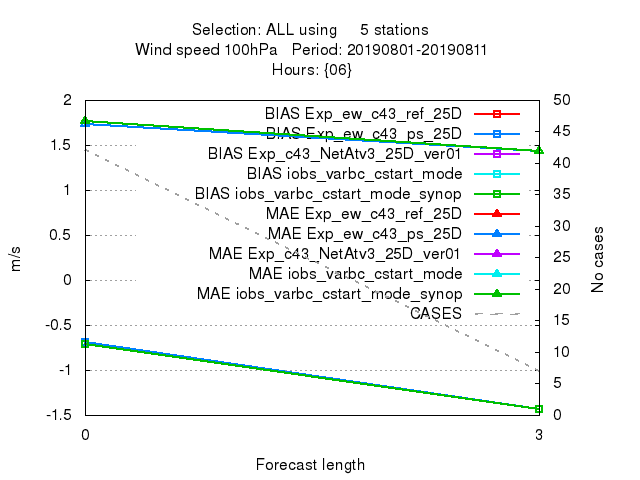 Selection: ALL using 5 stations
Wind speed 100hPa Period: 20190801-20190811
Hours: {06}
2
1.5
1
0.5
0
-0.5
-1
-1.5
m/s
BIAS Exp_ew_c43_ref_25D
BIAS Exp_ew_c43_ps_25D
BIAS Exp_c43_NetAtv3_25D_ver01
BIAS iobs_varbc_cstart_mode
BIAS iobs_varbc_cstart_mode_synop
MAE Exp_ew_c43_ref_25D
MAE Exp_ew_c43_ps_25D
MAE Exp_c43_NetAtv3_25D_ver01
MAE iobs_varbc_cstart_mode
MAE iobs_varbc_cstart_mode_synop
CASES
50
45
40
35
30
25
20
15
10
5
0
No cases
0 3
Forecast length